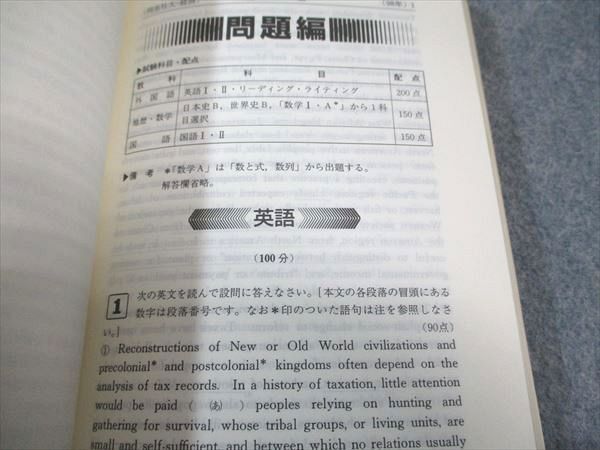 (98年) 1
問題編
▶試験科目・配点
教 科 科 目 配 点
外国語 英語Ⅰ・Ⅱ・リーディング・ライティング 200点
地歴・数学 日本史B，世界史B，「数学Ⅰ・A*」から1科目選択 150点
国 語 国語Ⅰ・Ⅱ 150点
▶備 考 *「数学A」は「数と式，数列」から出題する。
解答欄省略。
英語
(100分)
1 次の英文を読んで設問に答えなさい。［本文の各段落の冒頭にある
数字は段落番号です。なお＊印のついた語句は注を参照しなさ
い。］ (90点)
① Reconstructions of New or Old World civilizations and
precolonial* and postcolonial* kingdoms often depend on the
analysis of tax records. In a history of taxation, little attention
would be paid ( あ ) peoples relying on hunting and
gathering for survival, whose tribal groups, or living units, are
small and self-sufficient, and between which no relations usually